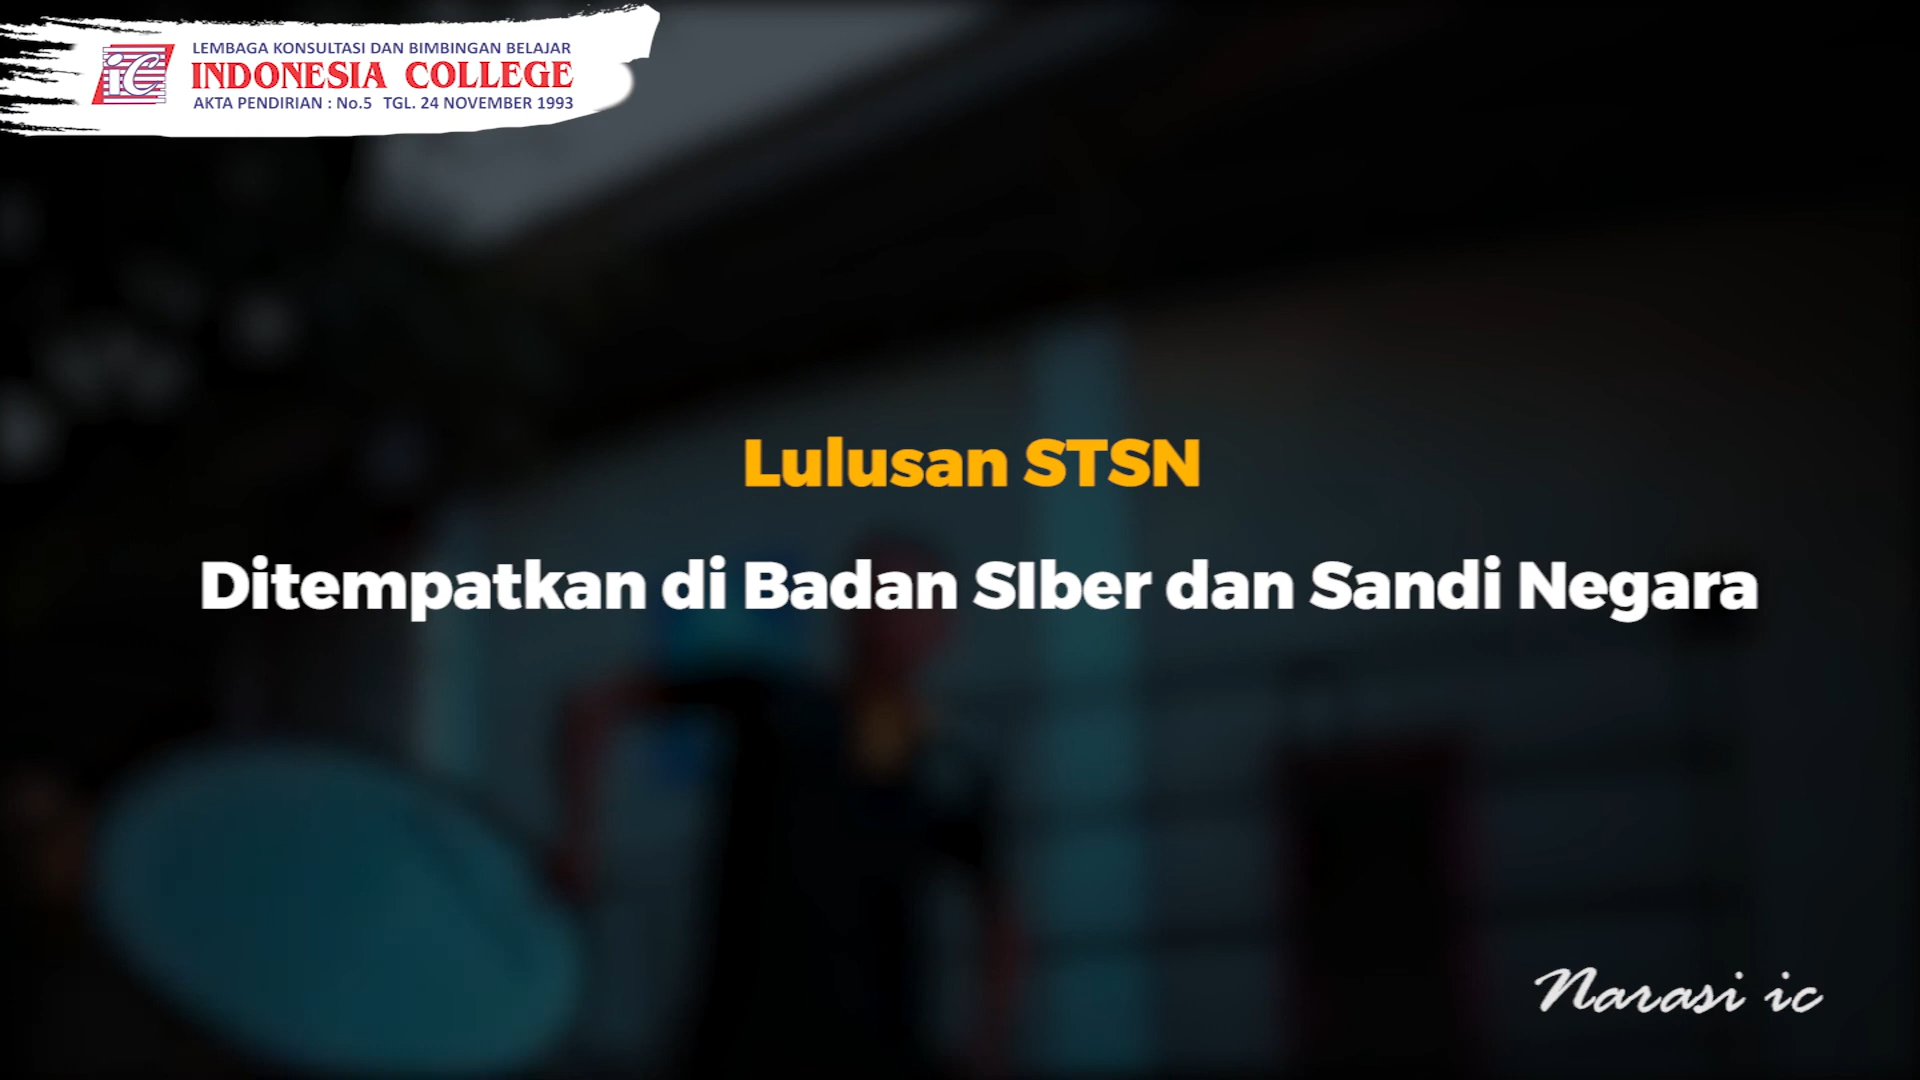 LEMBAGA KONSULTASI DAN BIMBINGAN BELAJAR
iC INDONESIA COLLEGE
AKTA PENDIRIAN : No.5 TGL. 24 NOVEMBER 1993
Lulusan STSN
Ditempatkan di Badan SIber dan Sandi Negara
Narasi ic